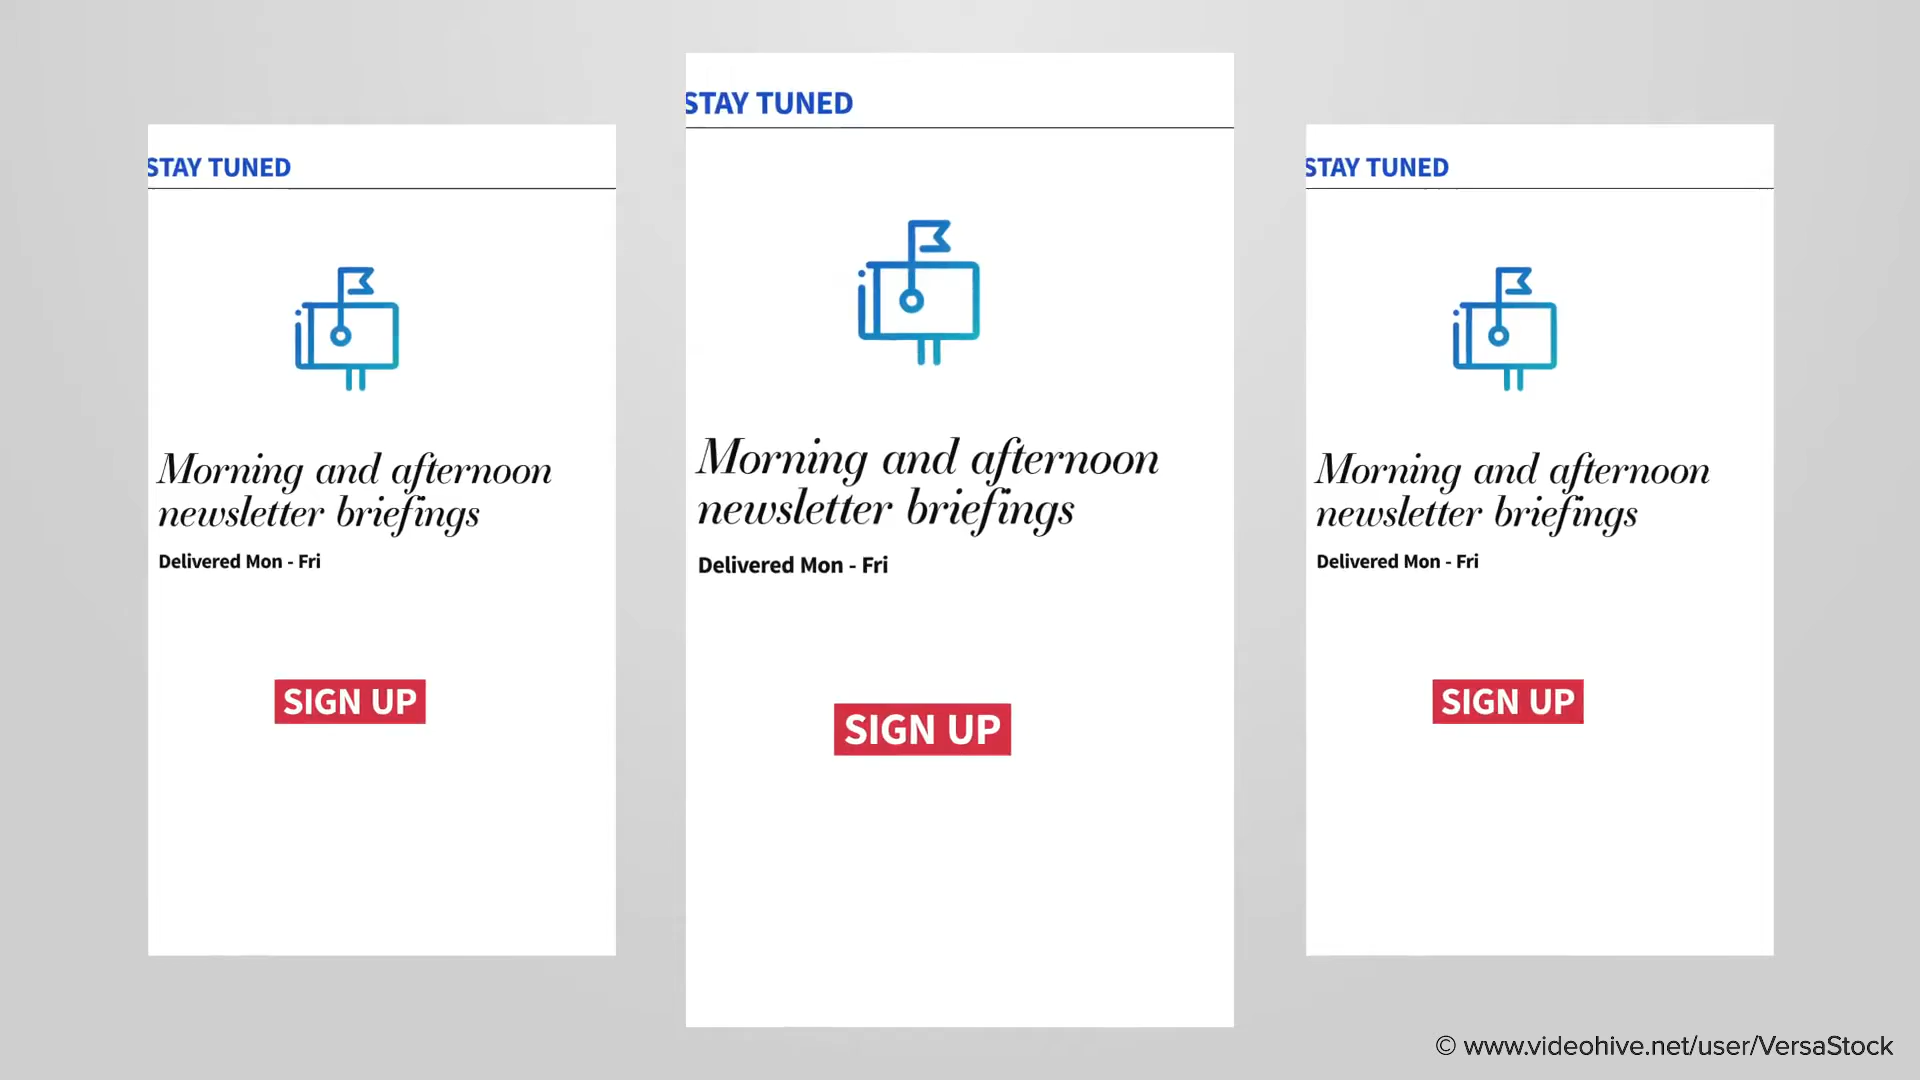 STAY TUNED
Morning and afternoon
newsletter briefings
Delivered Mon - Fri
SIGN UP
STAY TUNED
Morning and afternoon
newsletter briefings
Delivered Mon - Fri
SIGN UP
STAY TUNED
Morning and afternoon
newsletter briefings
Delivered Mon - Fri
SIGN UP
© www.videohive.net/user/VersaStock